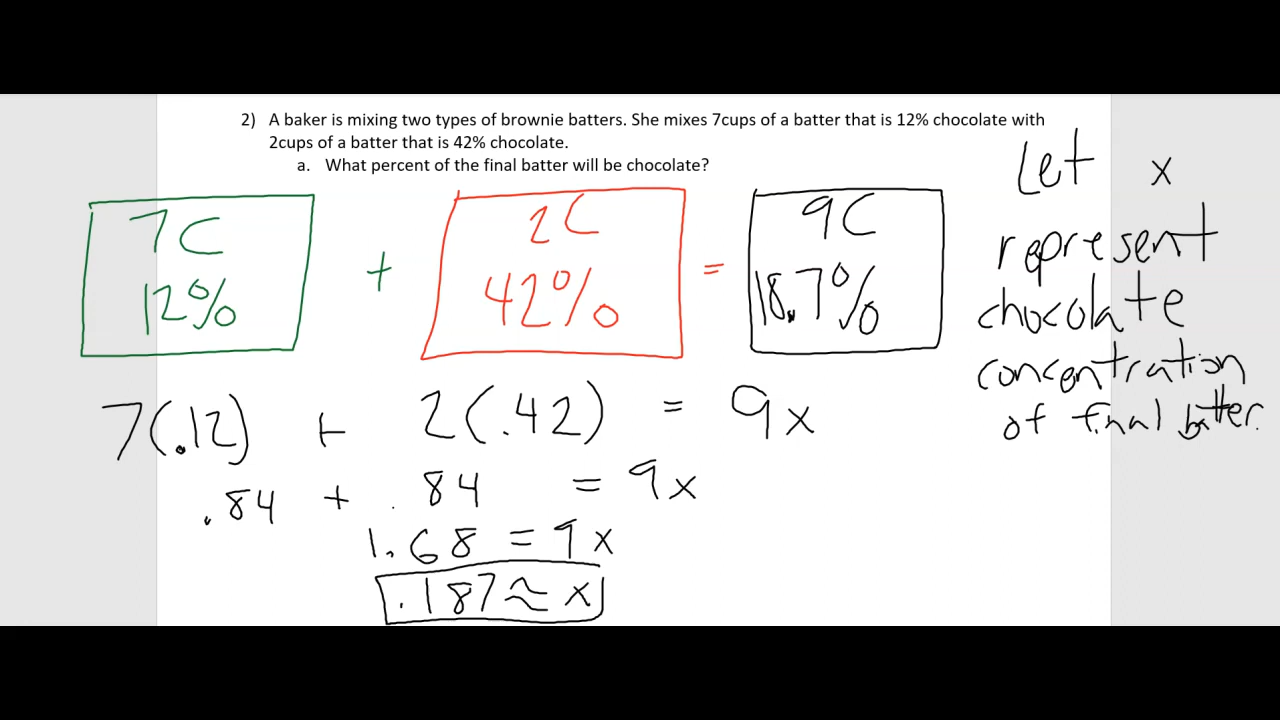 2) A baker is mixing two types of brownie batters. She mixes 7cups of a batter that is 12% chocolate with
2cups of a batter that is 42% chocolate.
a. What percent of the final batter will be chocolate?
7C
12%
+
2C
42%
=
9C
18.7%
7(.12) + 2(.42) = 9x
.84 + .84 = 9x
1.68 = 9x
.187 ≈ x
Let x
represent
chocolate
concentration
of final batter.